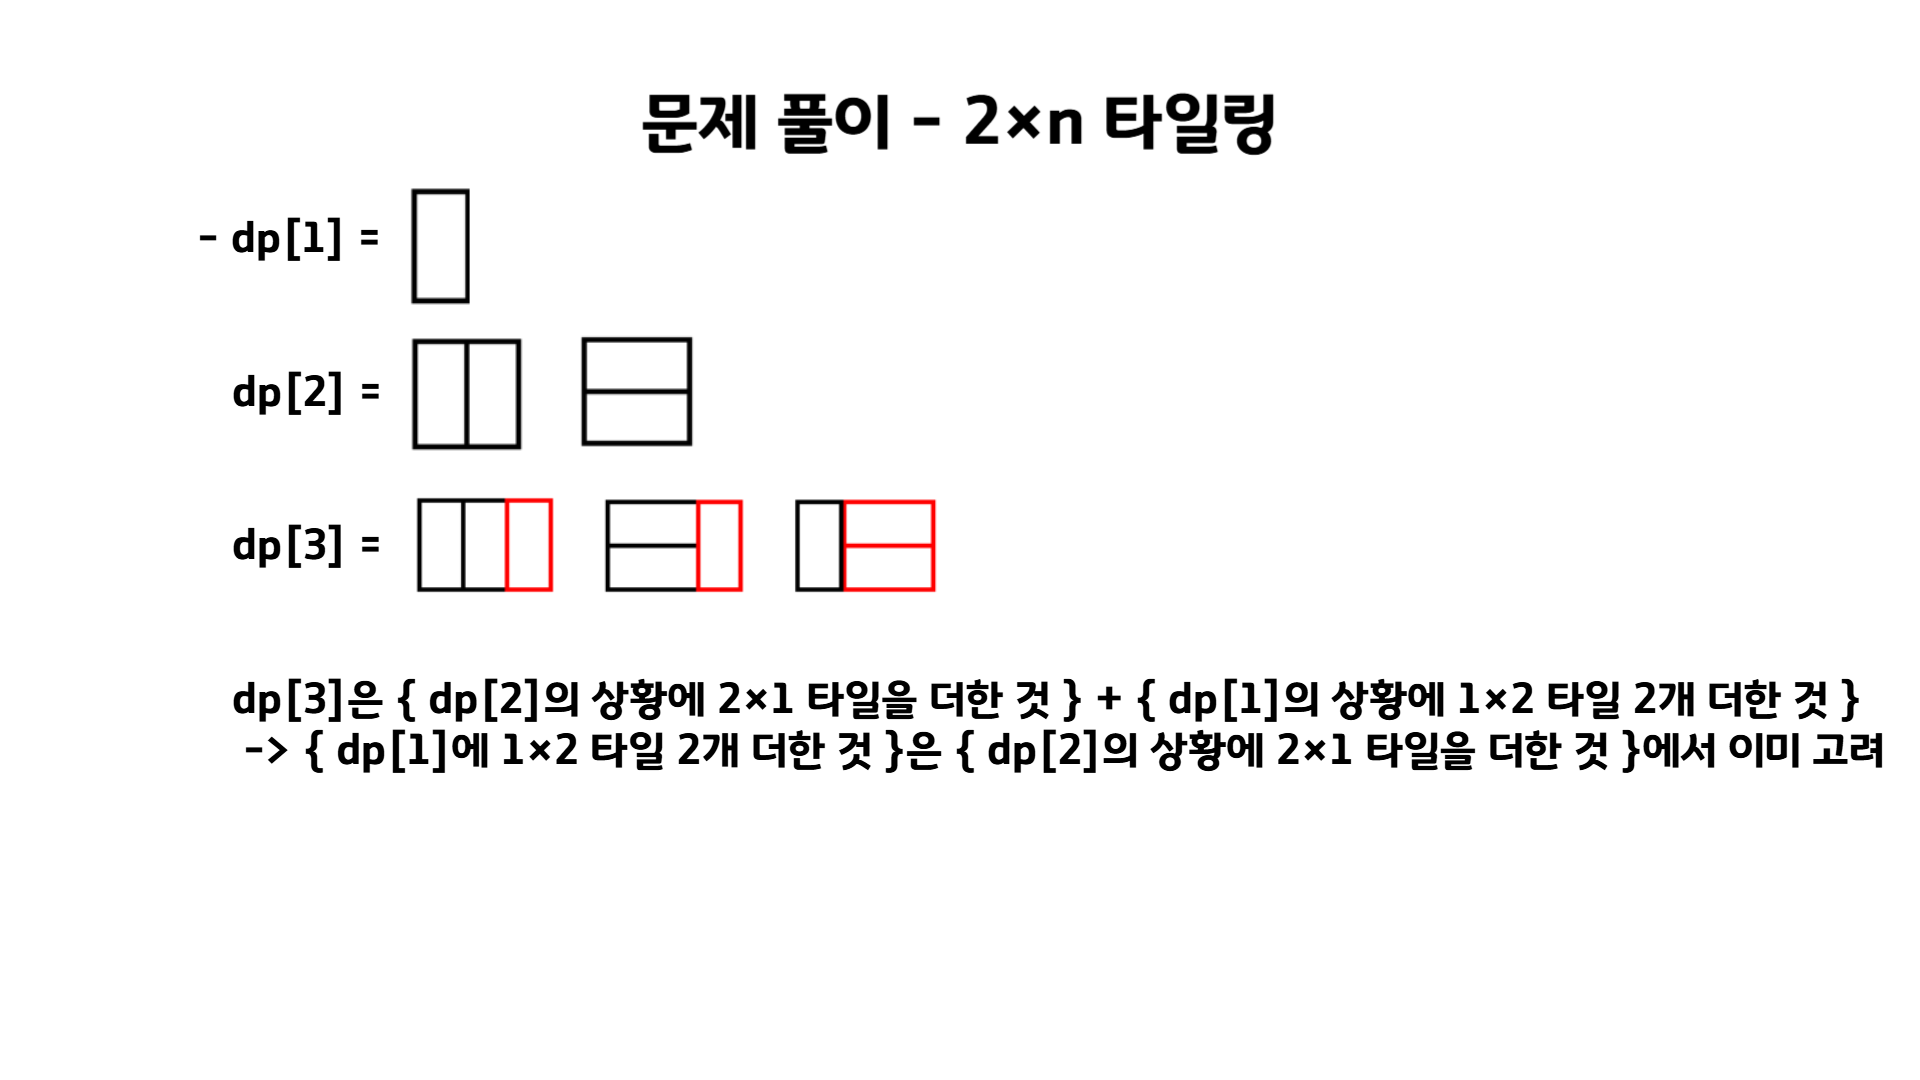 문제 풀이 - 2×n 타일링
- dp[1] =
dp[2] =
dp[3] =
dp[3]은 { dp[2]의 상황에 2×1 타일을 더한 것 } + { dp[1]의 상황에 1×2 타일 2개 더한 것 }
-> { dp[1]에 1×2 타일 2개 더한 것 }은 { dp[2]의 상황에 2×1 타일을 더한 것 }에서 이미 고려